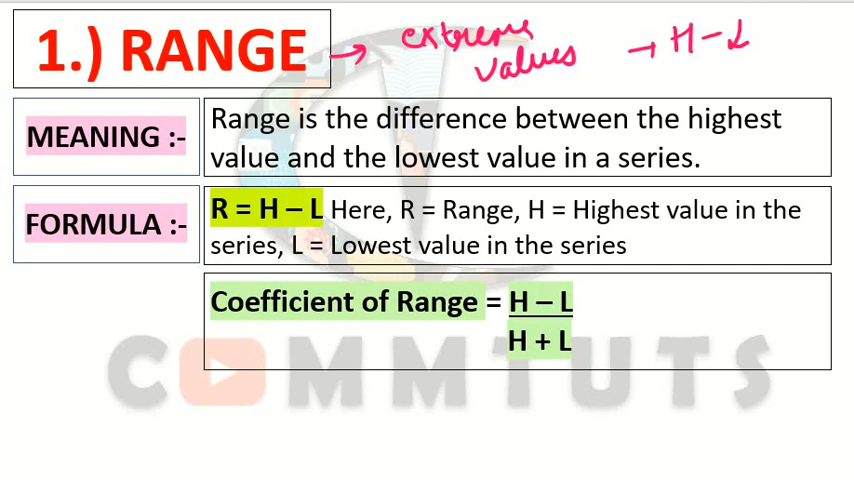 1.) RANGE → extreme values → H – L
MEANING :-
Range is the difference between the highest
value and the lowest value in a series.
FORMULA :-
R = H – L Here, R = Range, H = Highest value in the
series, L = Lowest value in the series
Coefficient of Range = H – L
H + L
COMMTUTS